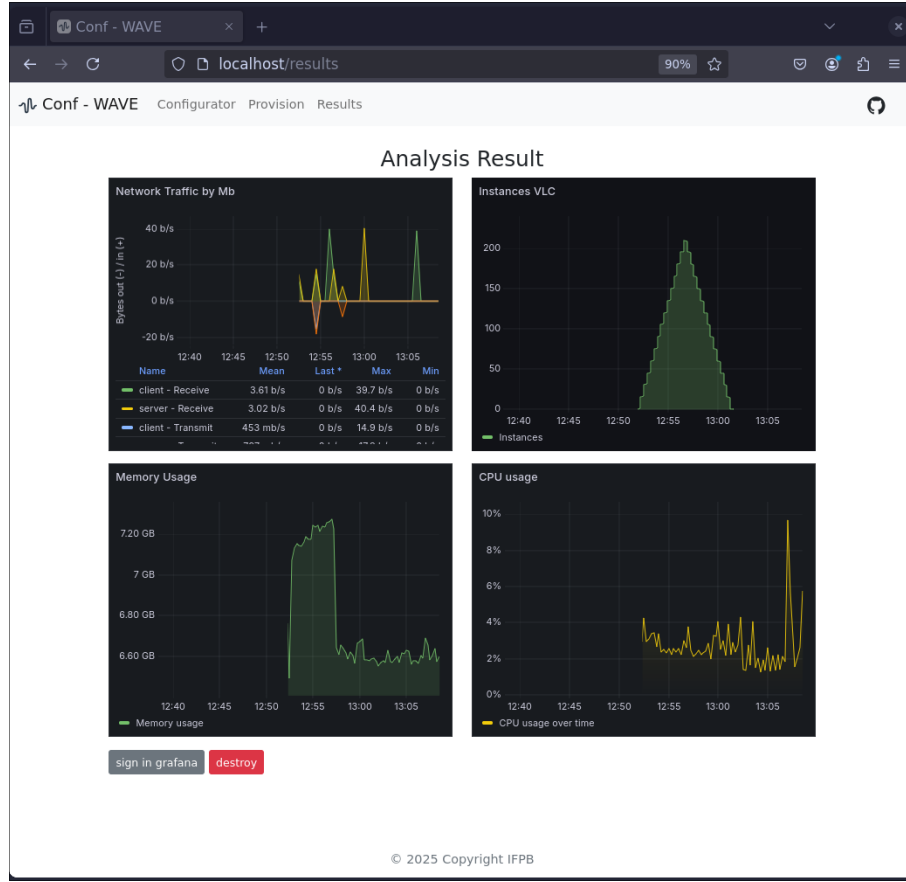 Conf - WAVE
localhost/results
90%
Conf - WAVE Configurator Provision Results
Analysis Result
Network Traffic by Mb
Bytes out (-) / in (+)
40 b/s
20 b/s
0 b/s
-20 b/s
12:40 12:45 12:50 12:55 13:00 13:05
Name Mean Last * Max Min
client - Receive 3.61 b/s 0 b/s 39.7 b/s 0 b/s
server - Receive 3.02 b/s 0 b/s 40.4 b/s 0 b/s
client - Transmit 453 mb/s 0 b/s 14.9 b/s 0 b/s
Instances VLC
200
150
100
50
0
12:40 12:45 12:50 12:55 13:00 13:05
Instances
Memory Usage
7.20 GB
7 GB
6.80 GB
6.60 GB
12:40 12:45 12:50 12:55 13:00 13:05
Memory usage
CPU usage
10%
8%
6%
4%
2%
0%
12:40 12:45 12:50 12:55 13:00 13:05
CPU usage over time
sign in grafana destroy
© 2025 Copyright IFPB